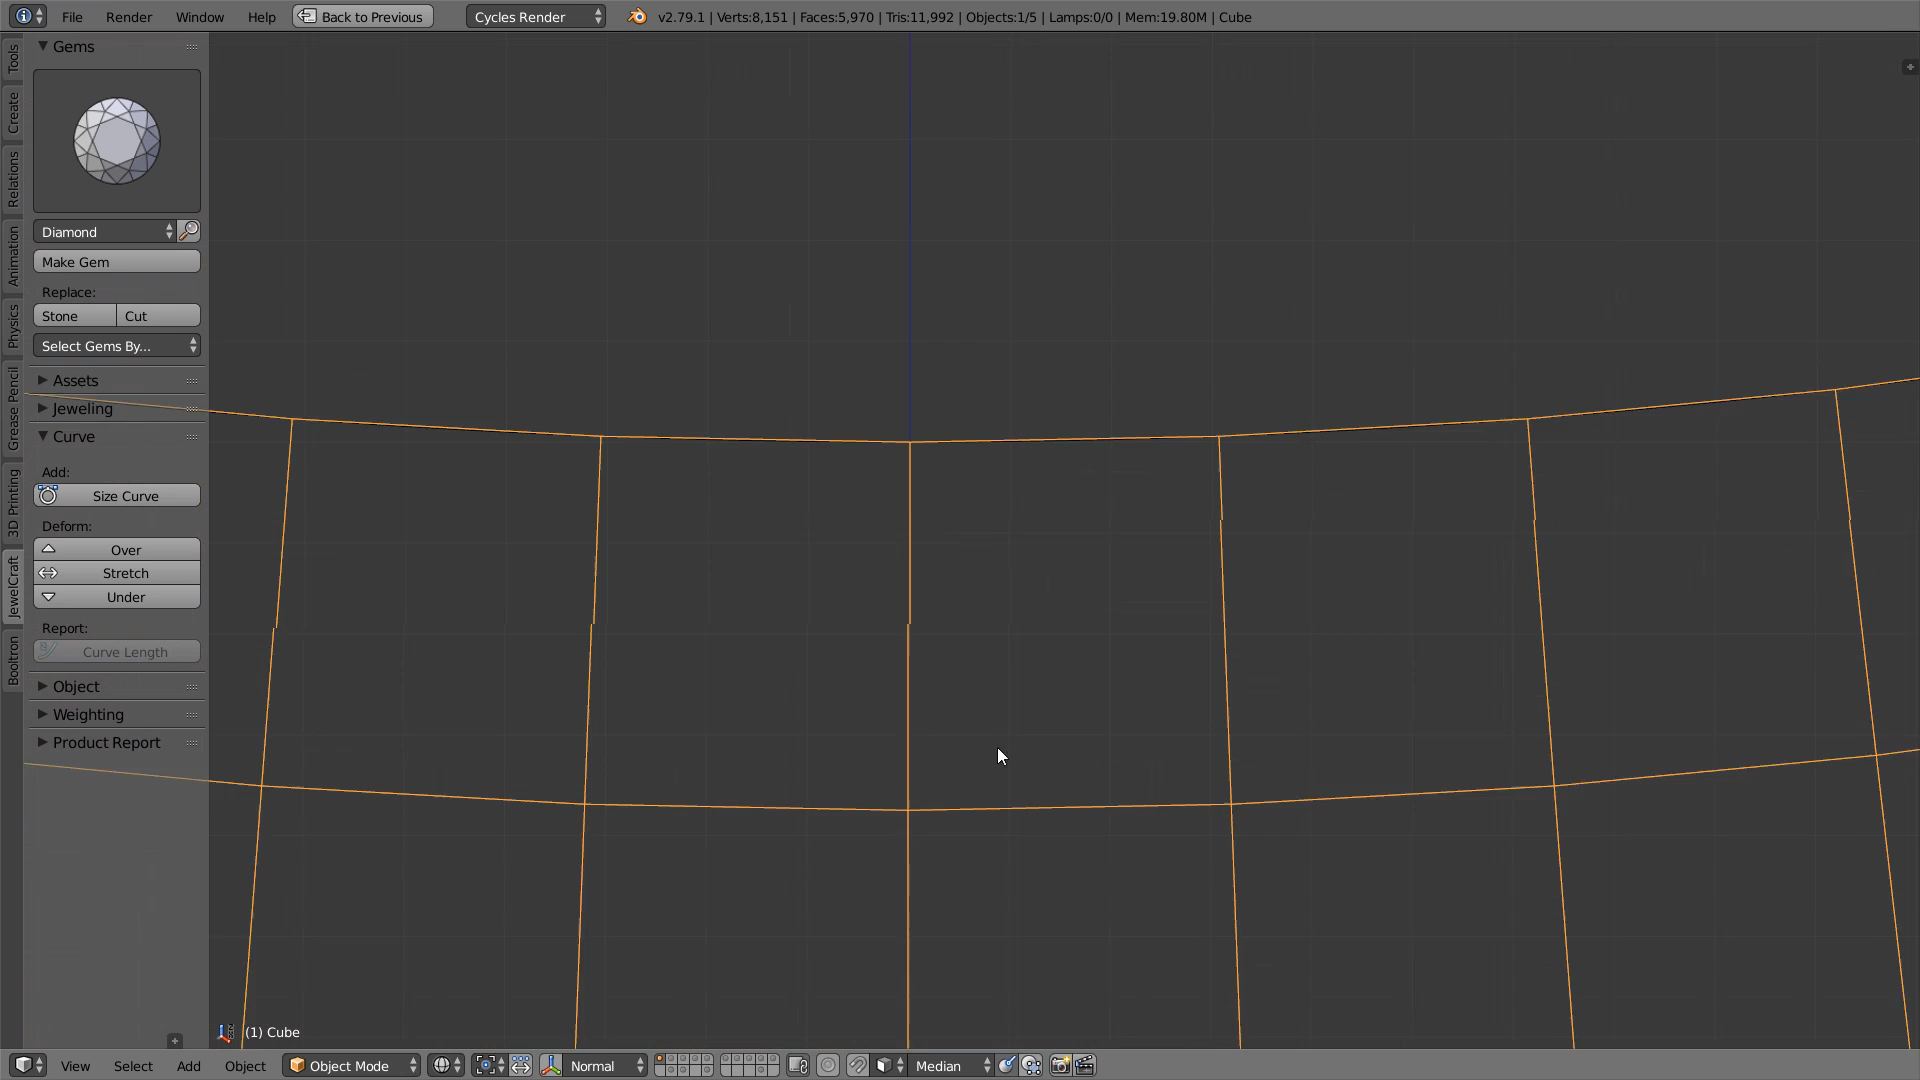 File Render Window Help Back to Previous Cycles Render v2.79.1 | Verts:8,151 | Faces:5,970 | Tris:11,992 | Objects:1/5 | Lamps:0/0 | Mem:19.80M | Cube
Tools
Create
Relations
Animation
Physics
Grease Pencil
3D Printing
JewelCraft
Booltron
Gems
Diamond
Make Gem
Replace:
Stone Cut
Select Gems By...
Assets
Jeweling
Curve
Add:
Size Curve
Deform:
Over
Stretch
Under
Report:
Curve Length
Object
Weighting
Product Report
(1) Cube
View Select Add Object Object Mode Normal Median